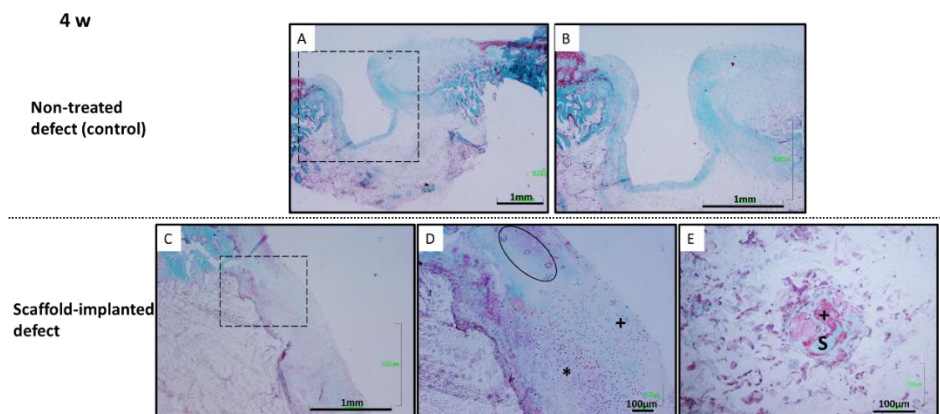 4 w
A
B
Non-treated
defect (control)
1mm
1mm
C
D
E
Scaffold-implanted
defect
+
*
+
S
1mm
100μm
100μm